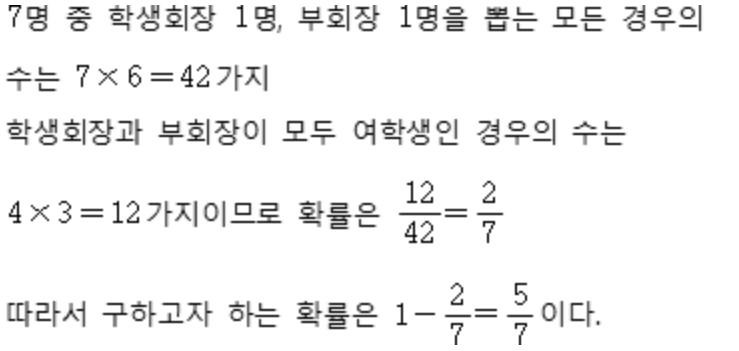 7명 중 학생회장 1명, 부회장 1명을 뽑는 모든 경우의
수는 7×6=42가지
학생회장과 부회장이 모두 여학생인 경우의 수는
4×3=12가지이므로 확률은 12/42=2/7
따라서 구하고자 하는 확률은 1-2/7=5/7이다.